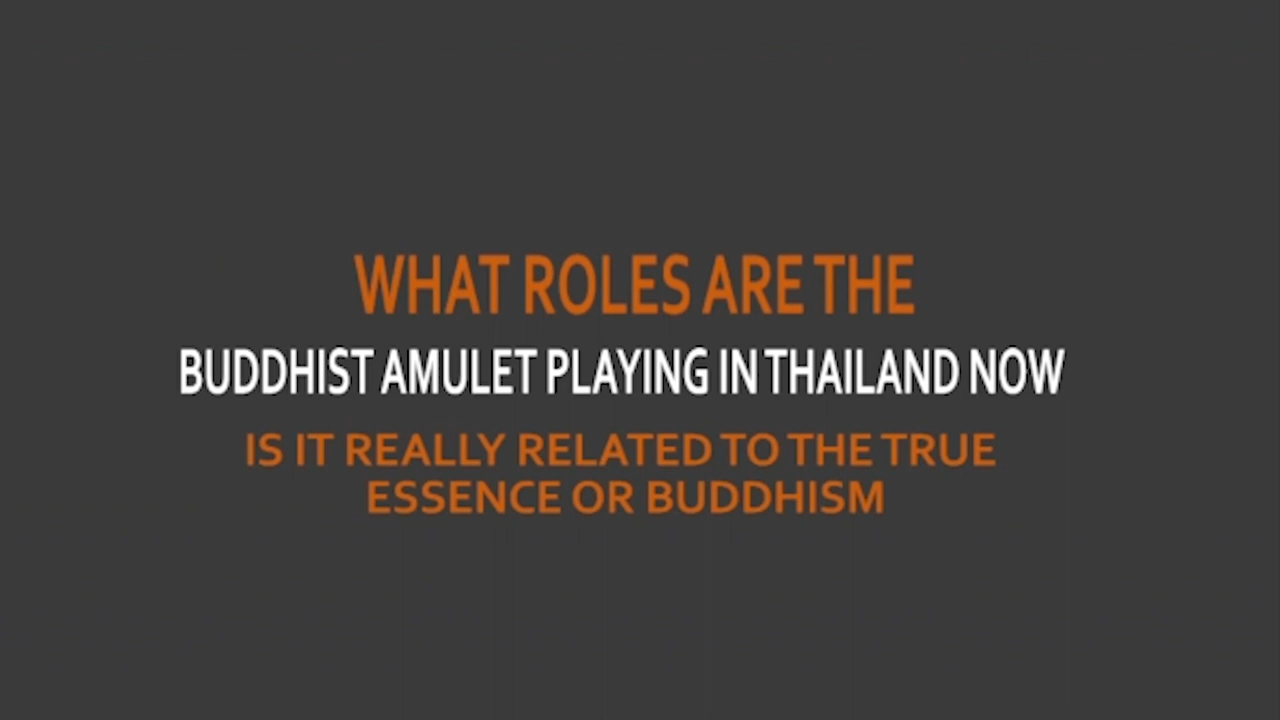 WHAT ROLES ARE THE
BUDDHIST AMULET PLAYING IN THAILAND NOW
IS IT REALLY RELATED TO THE TRUE
ESSENCE OR BUDDHISM